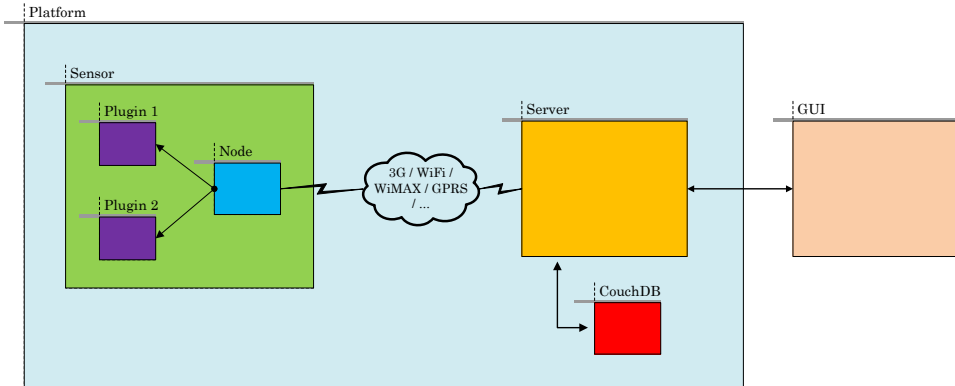 Platform
Sensor
Plugin 1
Node
Plugin 2
3G / WiFi /
WiMAX / GPRS
/ ...
Server
CouchDB
GUI